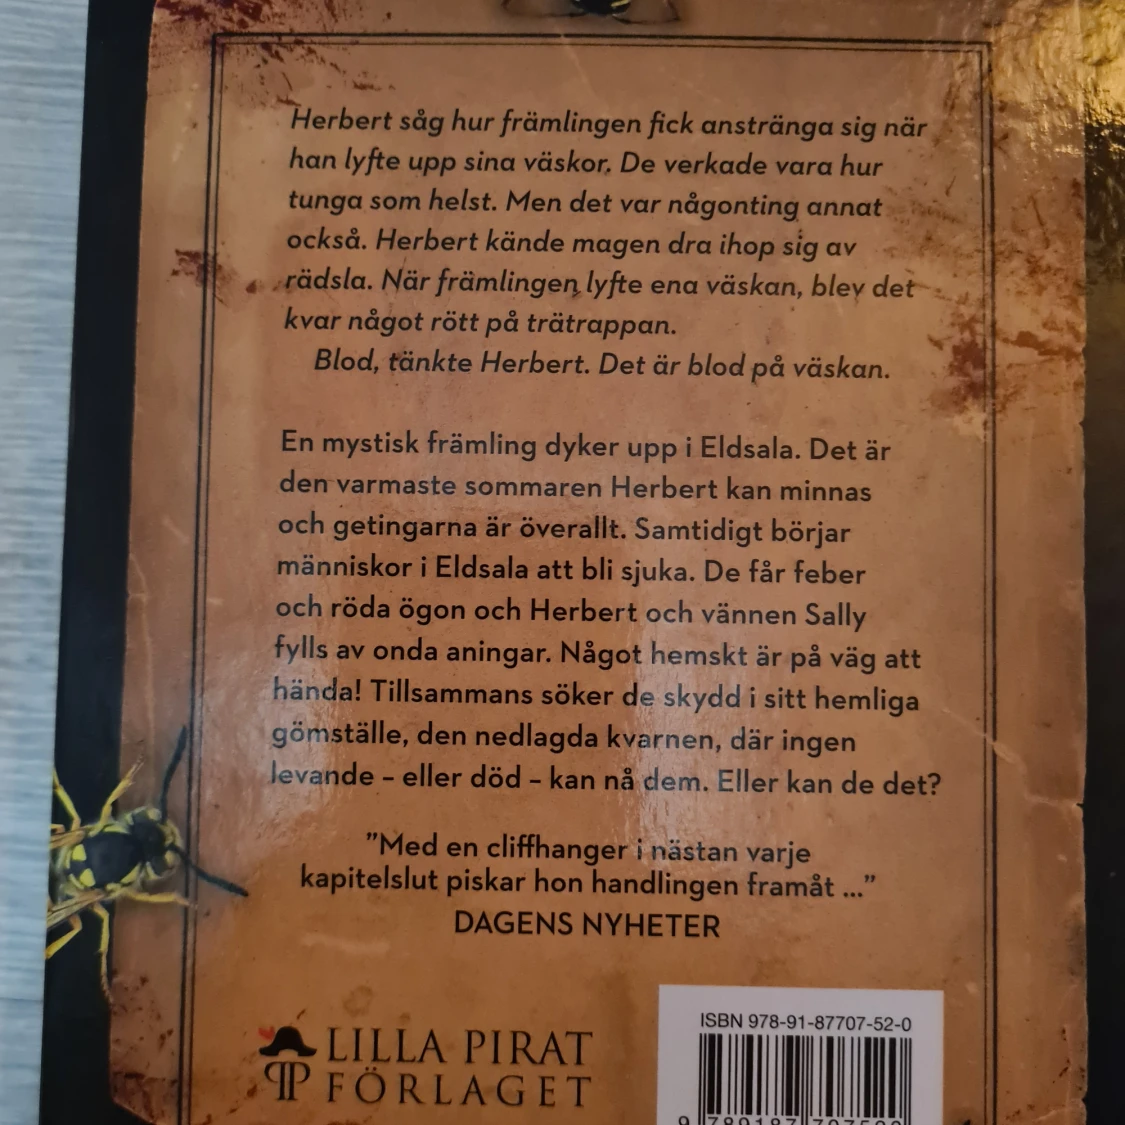 Herbert såg hur främlingen fick anstränga sig när
han lyfte upp sina väskor. De verkade vara hur
tunga som helst. Men det var någonting annat
också. Herbert kände magen dra ihop sig av
rädsla. När främlingen lyfte ena väskan, blev det
kvar något rött på trätrappan.
Blod, tänkte Herbert. Det är blod på väskan.
En mystisk främling dyker upp i Eldsala. Det är
den varmaste sommaren Herbert kan minnas
och getingarna är överallt. Samtidigt börjar
människor i Eldsala att bli sjuka. De får feber
och röda ögon och Herbert och vännen Sally
fylls av onda aningar. Något hemskt är på väg att
hända! Tillsammans söker de skydd i sitt hemliga
gömställe, den nedlagda kvarnen, där ingen
levande – eller död – kan nå dem. Eller kan de det?
”Med en cliffhanger i nästan varje
kapitelslut piskar hon handlingen framåt ...”
DAGENS NYHETER
LILLA PIRAT
FÖRLAGET
ISBN 978-91-87707-52-0